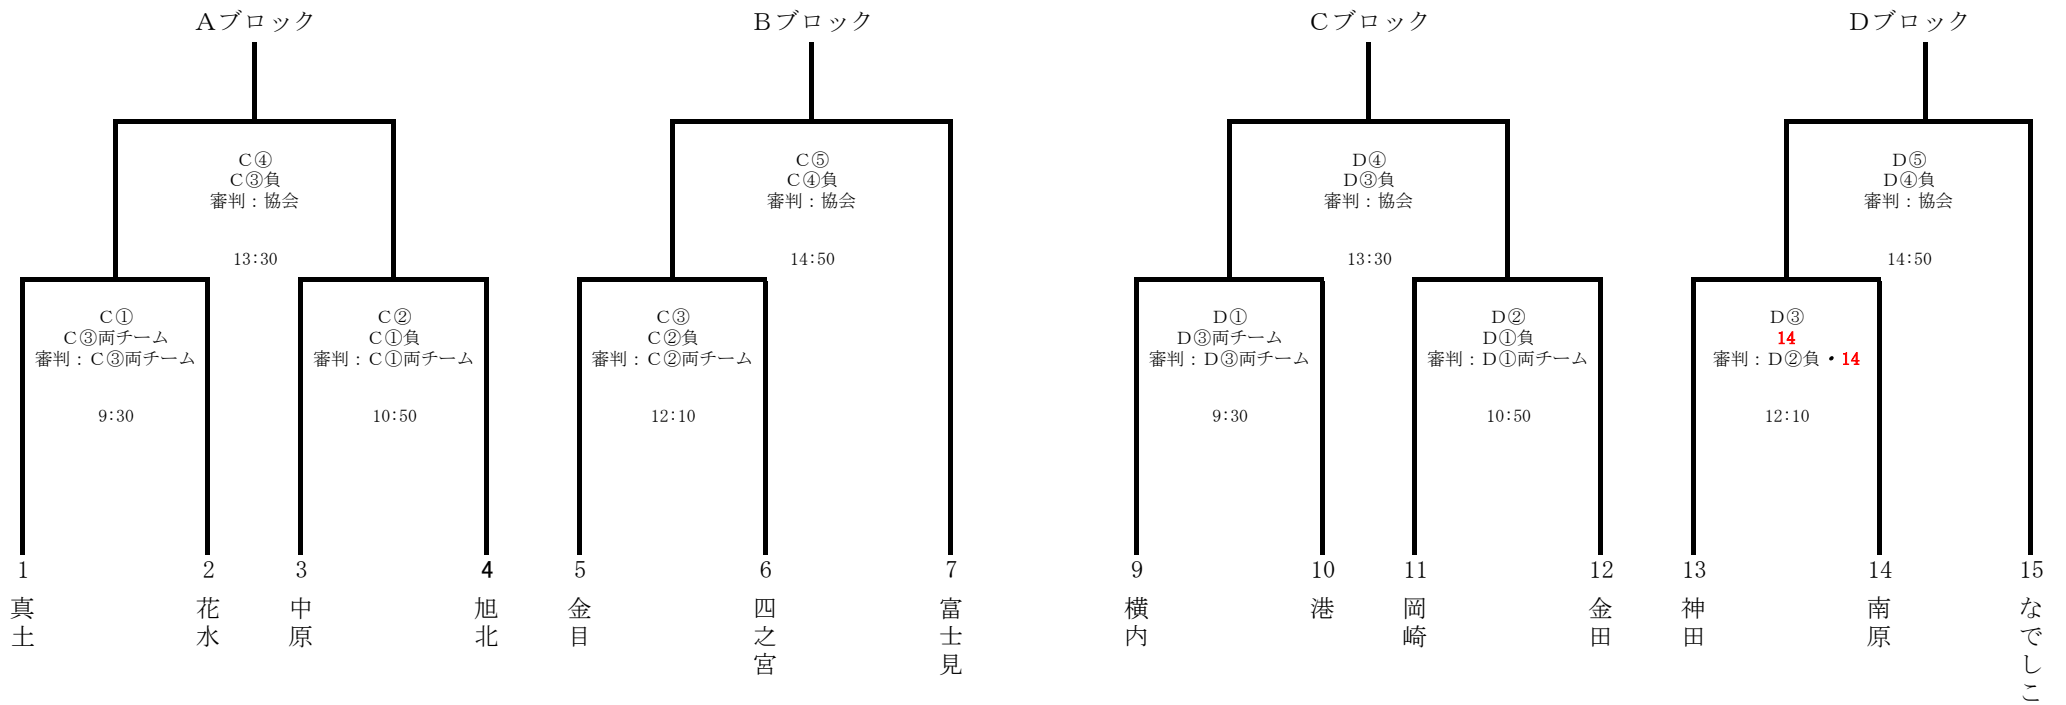 Ａブロック
Ｂブロック
Ｃブロック
Ｄブロック
Ｃ④
Ｃ③負
審判：協会
13:30
Ｃ⑤
Ｃ④負
審判：協会
14:50
Ｄ④
Ｄ③負
審判：協会
13:30
Ｄ⑤
Ｄ④負
審判：協会
14:50
Ｃ①
Ｃ③両チーム
審判：Ｃ③両チーム
9:30
Ｃ②
Ｃ①負
審判：Ｃ①両チーム
10:50
Ｃ③
Ｃ②負
審判：Ｃ②両チーム
12:10
Ｄ①
Ｄ③両チーム
審判：Ｄ③両チーム
9:30
Ｄ②
Ｄ①負
審判：Ｄ①両チーム
10:50
Ｄ③
14
審判：Ｄ②負・14
12:10
1
真土
2
花水
3
中原
4
旭北
5
金目
6
四之宮
7
富士見
9
横内
10
港
11
岡崎
12
金田
13
神田
14
南原
15
なでしこ